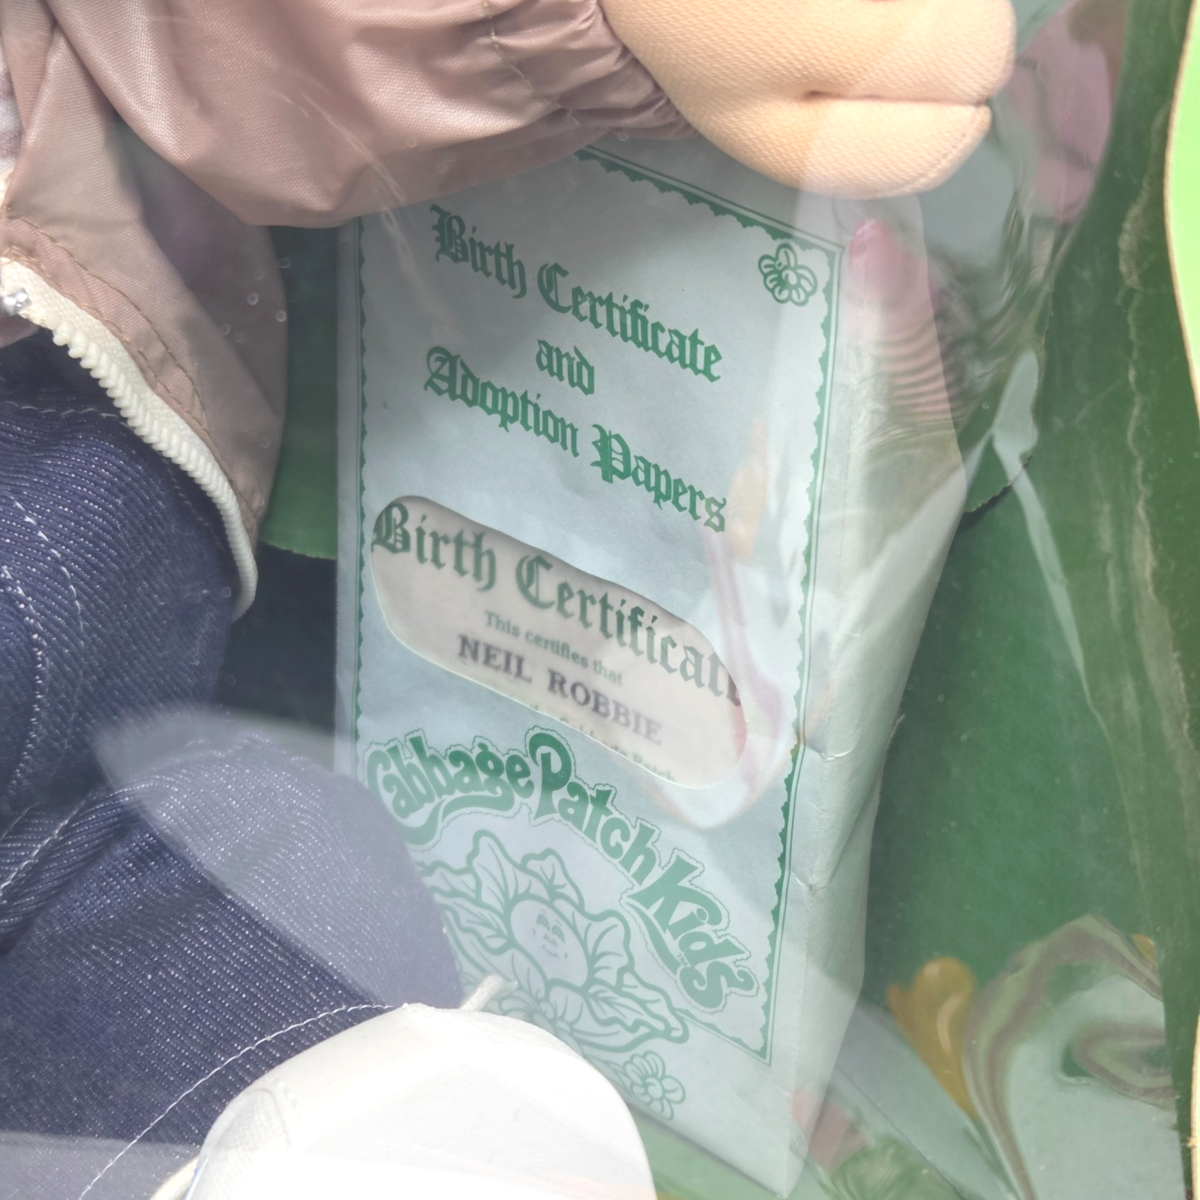 Birth Certificate
and
Adoption Papers
Birth Certificate
This certifies that
NEIL ROBBIE
Cabbage Patch Kids